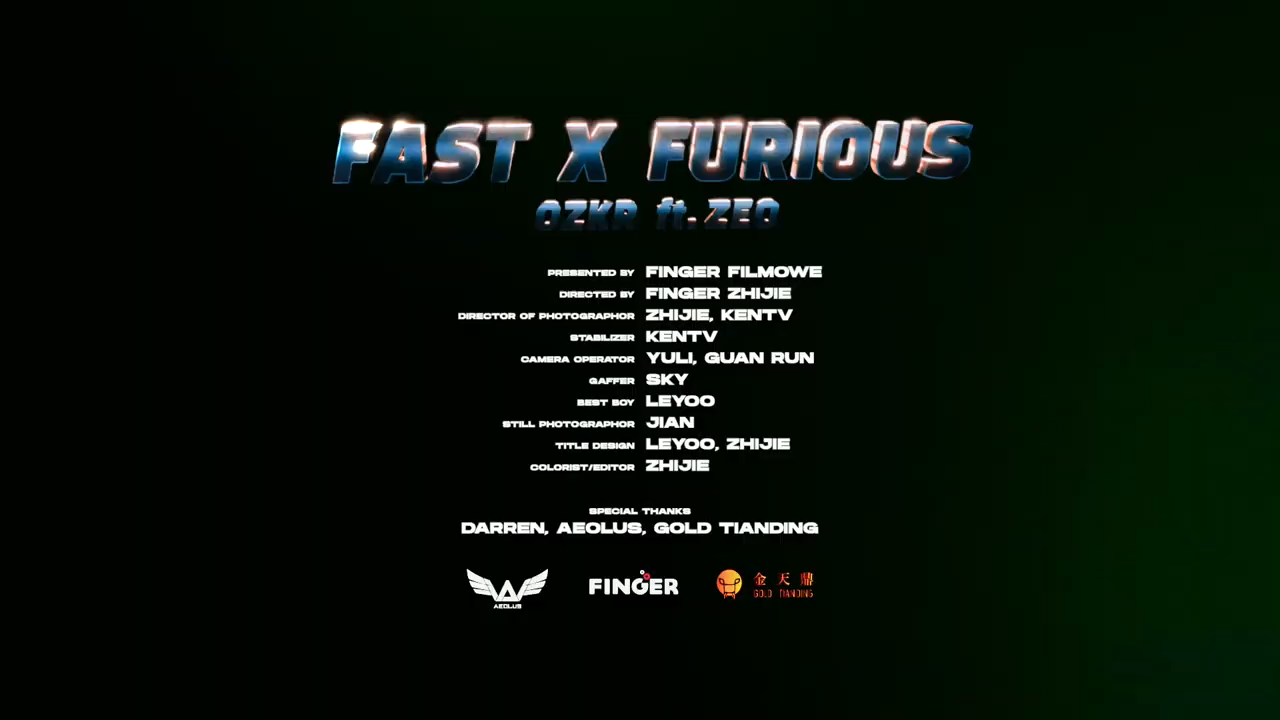 FAST X FURIOUS
OZKR ft. ZEO
PRESENTED BY FINGER FILMOWE
DIRECTED BY FINGER ZHIJIE
DIRECTOR OF PHOTOGRAPHOR ZHIJIE, KENTV
STABILIZER KENTV
CAMERA OPERATOR YULI, GUAN RUN
GAFFER SKY
BEST BOY LEYOO
STILL PHOTOGRAPHOR JIAN
TITLE DESIGN LEYOO, ZHIJIE
COLORIST/EDITOR ZHIJIE
SPECIAL THANKS
DARREN, AEOLUS, GOLD TIANDING
AEOLUS
FINGER
金天鼎
GOLD TIANDING